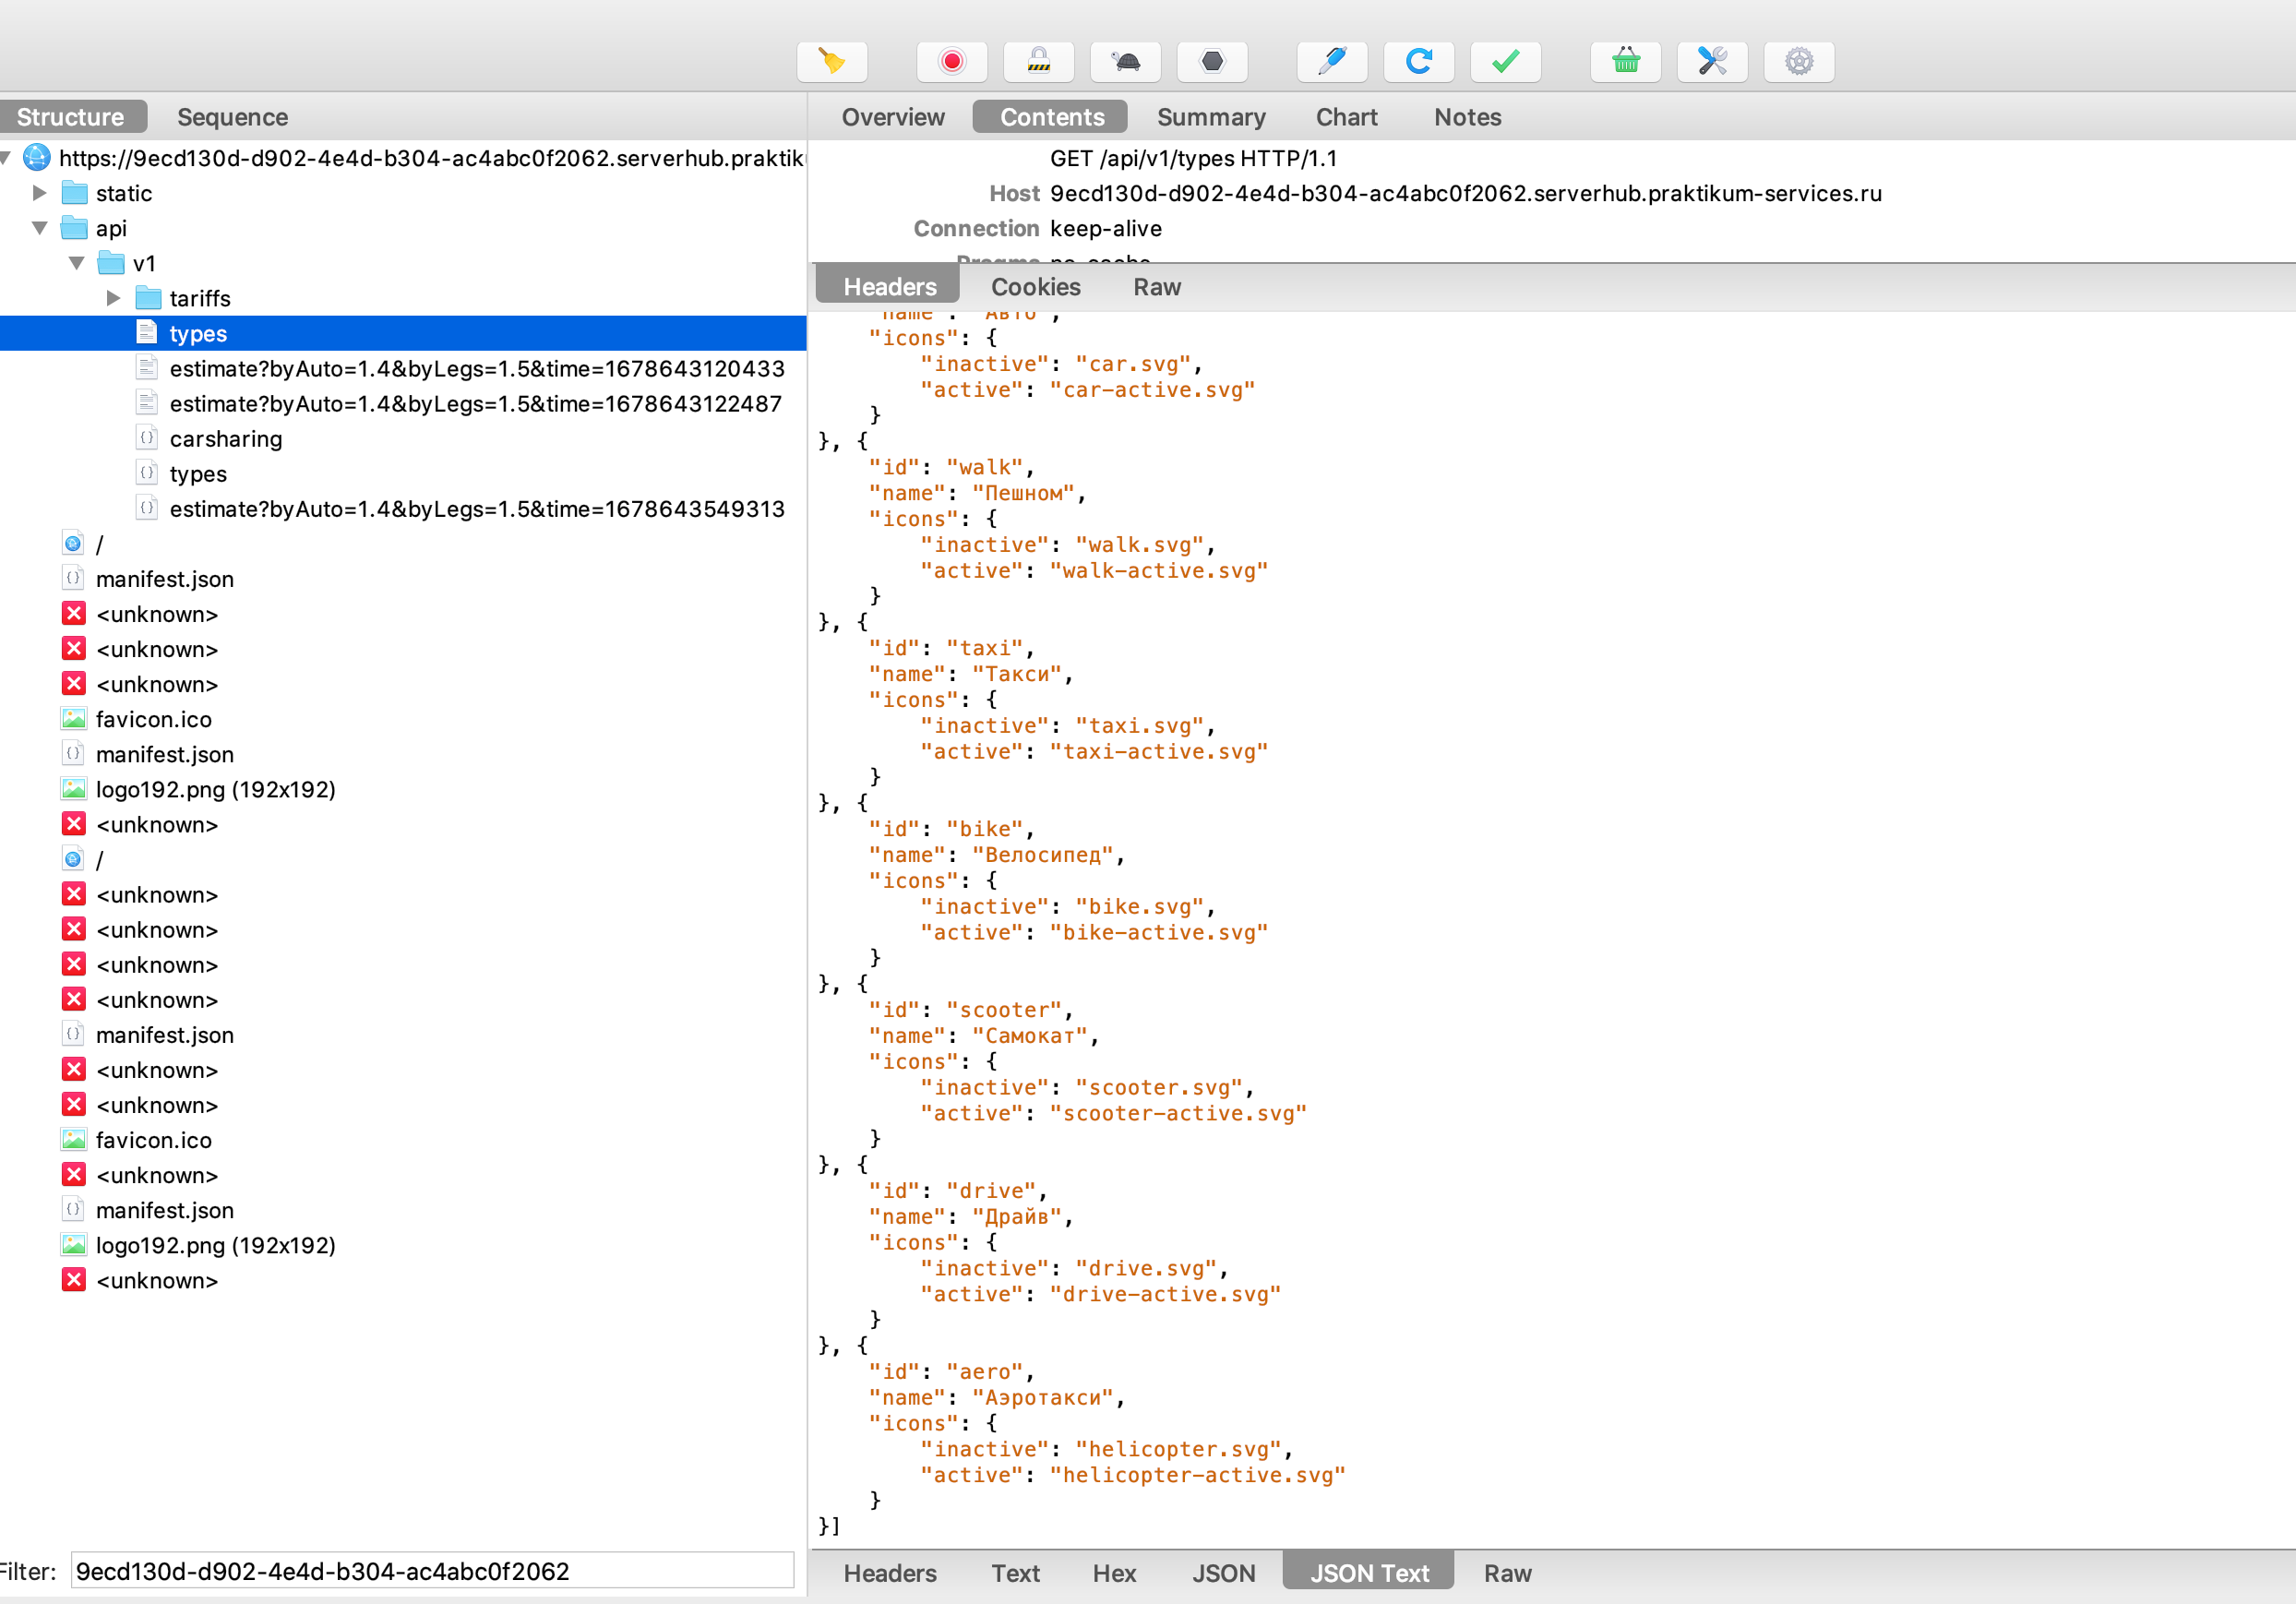 Structure
Sequence
https://9ecd130d-d902-4e4d-b304-ac4abc0f2062.serverhub.praktik
static
api
v1
tariffs
types
estimate?byAuto=1.4&byLegs=1.5&time=1678643120433
estimate?byAuto=1.4&byLegs=1.5&time=1678643122487
carsharing
types
estimate?byAuto=1.4&byLegs=1.5&time=1678643549313
/
manifest.json
<unknown>
<unknown>
<unknown>
favicon.ico
manifest.json
logo192.png (192x192)
<unknown>
/
<unknown>
<unknown>
<unknown>
<unknown>
manifest.json
<unknown>
<unknown>
favicon.ico
<unknown>
manifest.json
logo192.png (192x192)
<unknown>
Filter: 9ecd130d-d902-4e4d-b304-ac4abc0f2062
Overview Contents Summary Chart Notes
GET /api/v1/types HTTP/1.1
Host 9ecd130d-d902-4e4d-b304-ac4abc0f2062.serverhub.praktikum-services.ru
Connection keep-alive
Pragma no-cache
Headers Cookies Raw
"name": "Авто",
"icons": {
"inactive": "car.svg",
"active": "car-active.svg"
}
}, {
"id": "walk",
"name": "Пешном",
"icons": {
"inactive": "walk.svg",
"active": "walk-active.svg"
}
}, {
"id": "taxi",
"name": "Такси",
"icons": {
"inactive": "taxi.svg",
"active": "taxi-active.svg"
}
}, {
"id": "bike",
"name": "Велосипед",
"icons": {
"inactive": "bike.svg",
"active": "bike-active.svg"
}
}, {
"id": "scooter",
"name": "Самокат",
"icons": {
"inactive": "scooter.svg",
"active": "scooter-active.svg"
}
}, {
"id": "drive",
"name": "Драйв",
"icons": {
"inactive": "drive.svg",
"active": "drive-active.svg"
}
}, {
"id": "aero",
"name": "Аэротакси",
"icons": {
"inactive": "helicopter.svg",
"active": "helicopter-active.svg"
}
}]
Headers Text Hex JSON JSON Text Raw